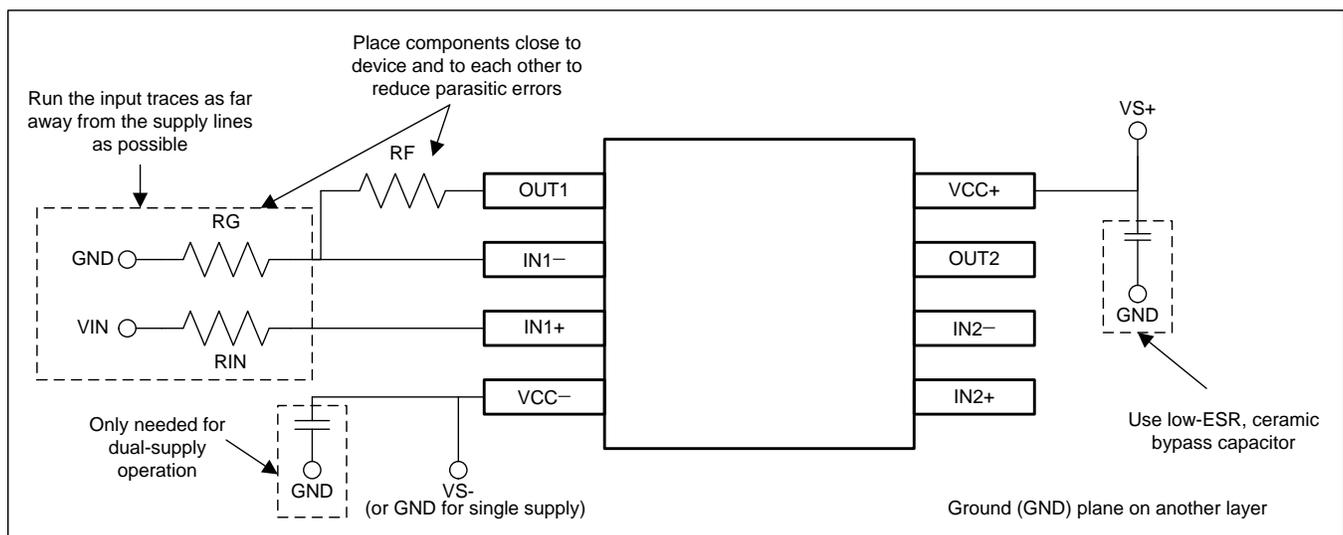 Place components close to
device and to each other to
reduce parasitic errors
Run the input traces as far
away from the supply lines
as possible
VS+
RF
OUT1
VCC+
RG
GND
IN1−
OUT2
GND
VIN
IN1+
IN2−
RIN
VCC−
IN2+
Only needed for
dual-supply
operation
Use low-ESR, ceramic
bypass capacitor
GND
VS-
(or GND for single supply)
Ground (GND) plane on another layer